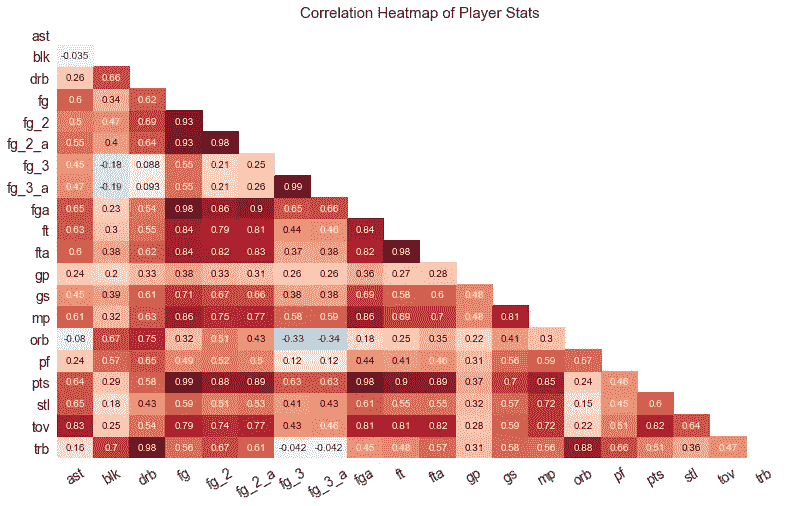 Correlation Heatmap of Player Stats
ast
blk -0.035
drb 0.26 0.66
fg 0.6 0.34 0.62
fg_2 0.5 0.47 0.69 0.93
fg_2_a 0.55 0.4 0.64 0.93 0.98
fg_3 0.45 -0.18 0.088 0.55 0.21 0.25
fg_3_a 0.47 -0.19 0.093 0.55 0.21 0.26 0.99
fga 0.65 0.23 0.54 0.98 0.86 0.9 0.65 0.66
ft 0.63 0.3 0.55 0.84 0.79 0.81 0.44 0.46 0.84
fta 0.6 0.38 0.62 0.84 0.82 0.83 0.37 0.38 0.82 0.98
gp 0.24 0.2 0.33 0.38 0.33 0.31 0.26 0.26 0.36 0.27 0.28
gs 0.45 0.39 0.61 0.71 0.67 0.66 0.38 0.38 0.69 0.58 0.6 0.48
mp 0.61 0.32 0.63 0.86 0.75 0.77 0.58 0.59 0.86 0.69 0.7 0.48 0.81
orb -0.08 0.67 0.75 0.32 0.51 0.43 -0.33 -0.34 0.18 0.25 0.35 0.22 0.41 0.3
pf 0.24 0.57 0.65 0.49 0.52 0.5 0.12 0.12 0.44 0.41 0.46 0.31 0.56 0.59 0.57
pts 0.64 0.29 0.58 0.99 0.88 0.89 0.63 0.63 0.98 0.9 0.89 0.37 0.7 0.85 0.24 0.46
stl 0.65 0.18 0.43 0.59 0.51 0.53 0.41 0.43 0.61 0.55 0.55 0.32 0.57 0.72 0.15 0.45 0.6
tov 0.83 0.25 0.54 0.79 0.74 0.77 0.43 0.46 0.81 0.81 0.82 0.28 0.59 0.72 0.22 0.51 0.82 0.64
trb 0.16 0.7 0.98 0.54 0.67 0.61 -0.042 -0.042 0.45 0.48 0.57 0.31 0.58 0.56 0.88 0.66 0.51 0.36 0.47
ast blk drb fg fg_2 fg_2_a fg_3 fg_3_a fga ft fta gp gs mp orb pf pts stl tov trb